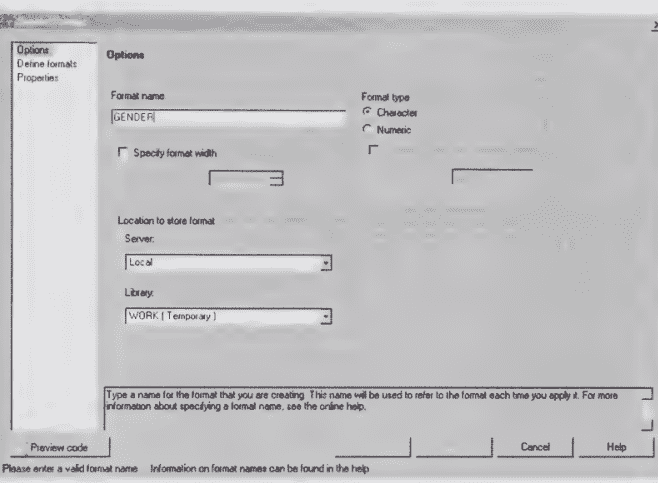 Options
Define formats
Properties
Options
Format name
GENDER
Format type
Character
Numeric
Specify format width
Location to store format
Server:
Local
Library:
WORK ( Temporary )
Type a name for the format that you are creating. This name will be used to refer to the format each time you apply it. For more
information about specifying a format name, see the online help.
Preview code
Cancel
Help
Please enter a valid format name Information on format names can be found in the help